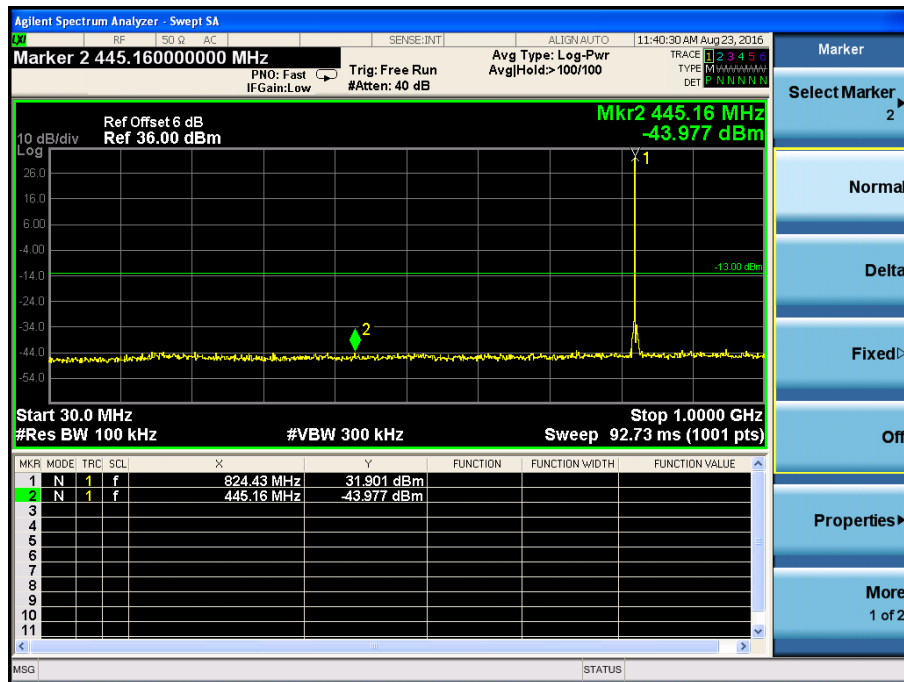 Agilent Spectrum Analyzer - Swept SA
LXI RF 50 Ω AC SENSE:INT ALIGN AUTO 11:40:30 AM Aug 23, 2016
Marker 2 445.160000000 MHz
PNO: Fast
IFGain:Low
Trig: Free Run
#Atten: 40 dB
Avg Type: Log-Pwr
Avg|Hold:>100/100
TRACE 1 2 3 4 5 6
TYPE M WWWWW
DET P N N N N N
Ref Offset 6 dB
Ref 36.00 dBm
10 dB/div
Log
Mkr2 445.16 MHz
-43.977 dBm
26.0
16.0
6.00
-4.00
-14.0
-24.0
-34.0
-44.0
-54.0
1
2
-13.00 dBm
Start 30.0 MHz Stop 1.0000 GHz
#Res BW 100 kHz #VBW 300 kHz Sweep 92.73 ms (1001 pts)
MKR MODE TRC SCL X Y FUNCTION FUNCTION WIDTH FUNCTION VALUE
1 N 1 f 824.43 MHz 31.901 dBm
2 N 1 f 445.16 MHz -43.977 dBm
3
4
5
6
7
8
9
10
11
MSG STATUS
Marker
Select Marker
2
Normal
Delta
Fixed
Off
Properties
More
1 of 2